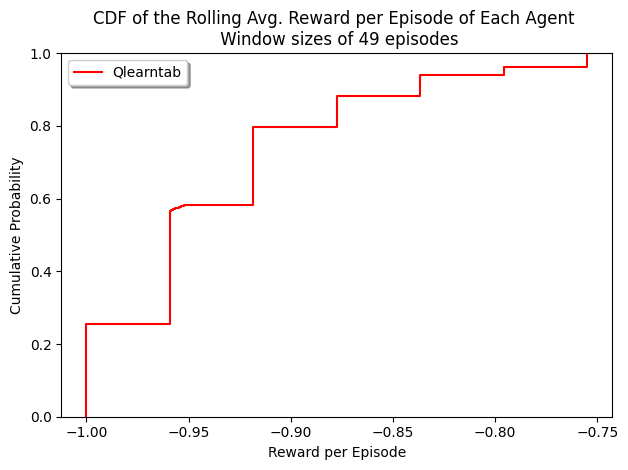 CDF of the Rolling Avg. Reward per Episode of Each Agent
Window sizes of 49 episodes
Qlearntab
Cumulative Probability
1.0
0.8
0.6
0.4
0.2
0.0
−1.00
−0.95
−0.90
−0.85
−0.80
−0.75
Reward per Episode